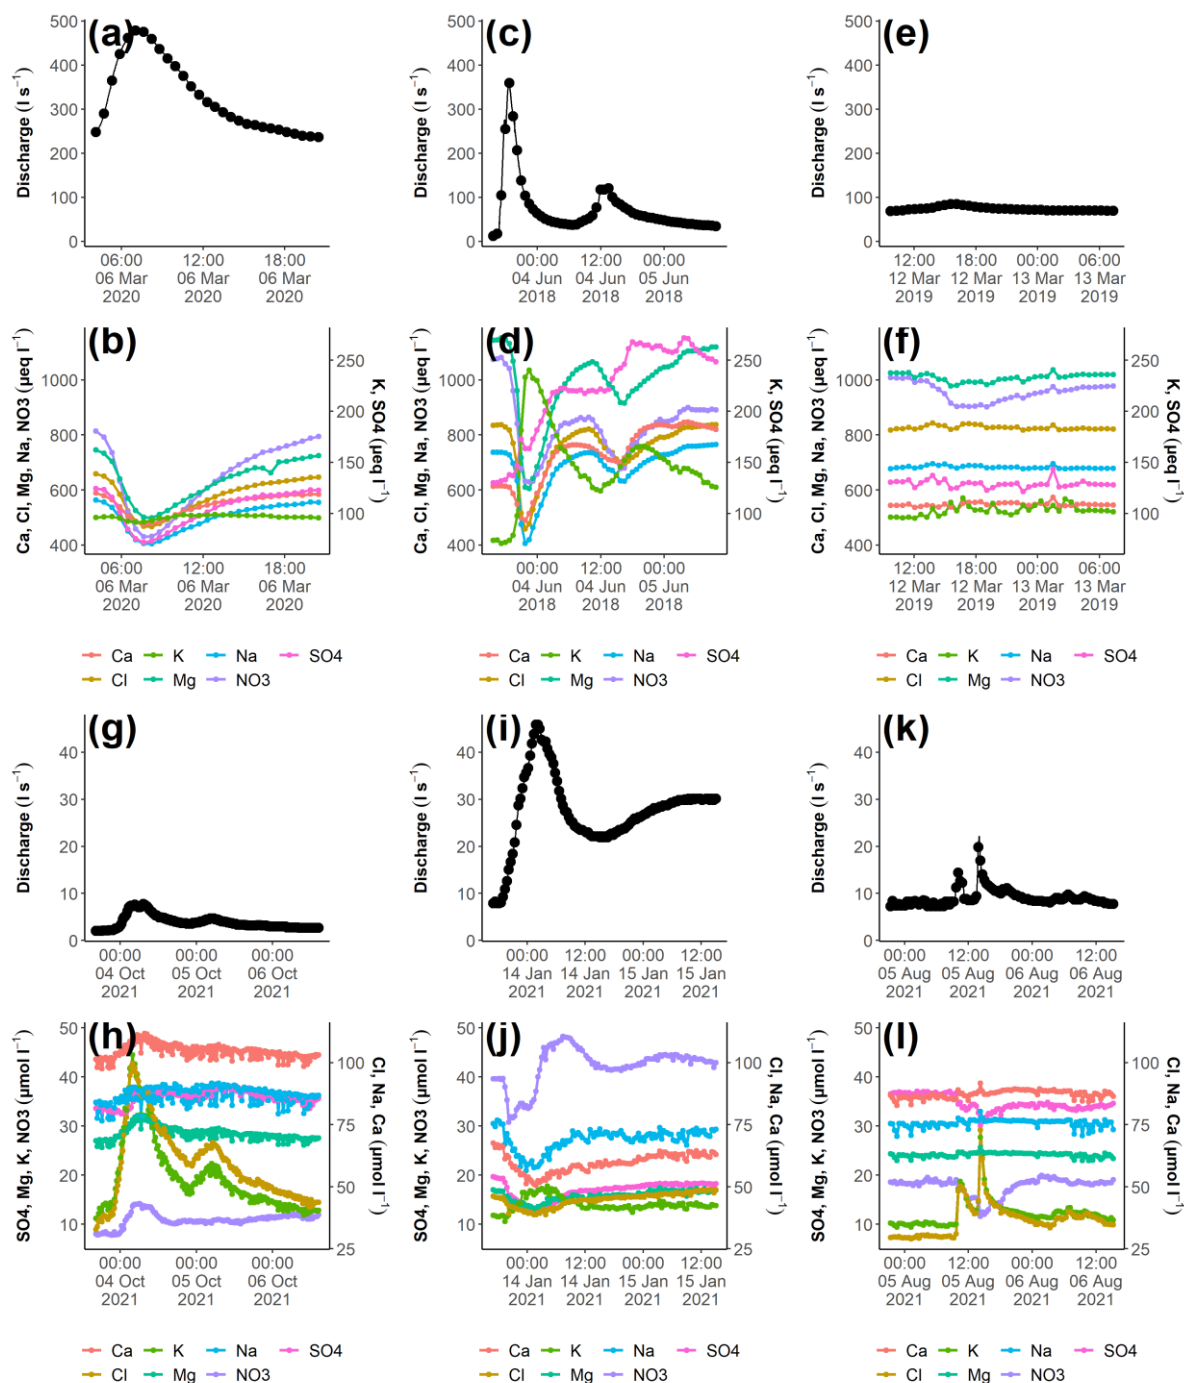 (a)
Discharge (l s⁻¹)
500
400
300
200
100
0
06:00 12:00 18:00
06 Mar 06 Mar 06 Mar
2020 2020 2020
(c)
Discharge (l s⁻¹)
500
400
300
200
100
0
00:00 12:00 00:00
04 Jun 04 Jun 05 Jun
2018 2018 2018
(e)
Discharge (l s⁻¹)
500
400
300
200
100
0
12:00 18:00 00:00 06:00
12 Mar 12 Mar 13 Mar 13 Mar
2019 2019 2019 2019
(b)
Ca, Cl, Mg, Na, NO3 (µeq l⁻¹)
1000
800
600
400
250
200
150
100
K, SO4 (µeq l⁻¹)
06:00 12:00 18:00
06 Mar 06 Mar 06 Mar
2020 2020 2020
(d)
Ca, Cl, Mg, Na, NO3 (µeq l⁻¹)
1000
800
600
400
250
200
150
100
K, SO4 (µeq l⁻¹)
00:00 12:00 00:00
04 Jun 04 Jun 05 Jun
2018 2018 2018
(f)
Ca, Cl, Mg, Na, NO3 (µeq l⁻¹)
1000
800
600
400
250
200
150
100
K, SO4 (µeq l⁻¹)
12:00 18:00 00:00 06:00
12 Mar 12 Mar 13 Mar 13 Mar
2019 2019 2019 2019
Ca K Na SO4
Cl Mg NO3
Ca K Na SO4
Cl Mg NO3
Ca K Na SO4
Cl Mg NO3
(g)
Discharge (l s⁻¹)
40
30
20
10
0
00:00 00:00 00:00
04 Oct 05 Oct 06 Oct
2021 2021 2021
(i)
Discharge (l s⁻¹)
40
30
20
10
0
00:00 12:00 00:00 12:00
14 Jan 14 Jan 15 Jan 15 Jan
2021 2021 2021 2021
(k)
Discharge (l s⁻¹)
40
30
20
10
0
00:00 12:00 00:00 12:00
05 Aug 05 Aug 06 Aug 06 Aug
2021 2021 2021 2021
(h)
SO4, Mg, K, NO3 (µmol l⁻¹)
50
40
30
20
10
100
75
50
25
Cl, Na, Ca (µmol l⁻¹)
00:00 00:00 00:00
04 Oct 05 Oct 06 Oct
2021 2021 2021
(j)
SO4, Mg, K, NO3 (µmol l⁻¹)
50
40
30
20
10
100
75
50
25
Cl, Na, Ca (µmol l⁻¹)
00:00 12:00 00:00 12:00
14 Jan 14 Jan 15 Jan 15 Jan
2021 2021 2021 2021
(l)
SO4, Mg, K, NO3 (µmol l⁻¹)
50
40
30
20
10
100
75
50
25
Cl, Na, Ca (µmol l⁻¹)
00:00 12:00 00:00 12:00
05 Aug 05 Aug 06 Aug 06 Aug
2021 2021 2021 2021
Ca K Na SO4
Cl Mg NO3
Ca K Na SO4
Cl Mg NO3
Ca K Na SO4
Cl Mg NO3